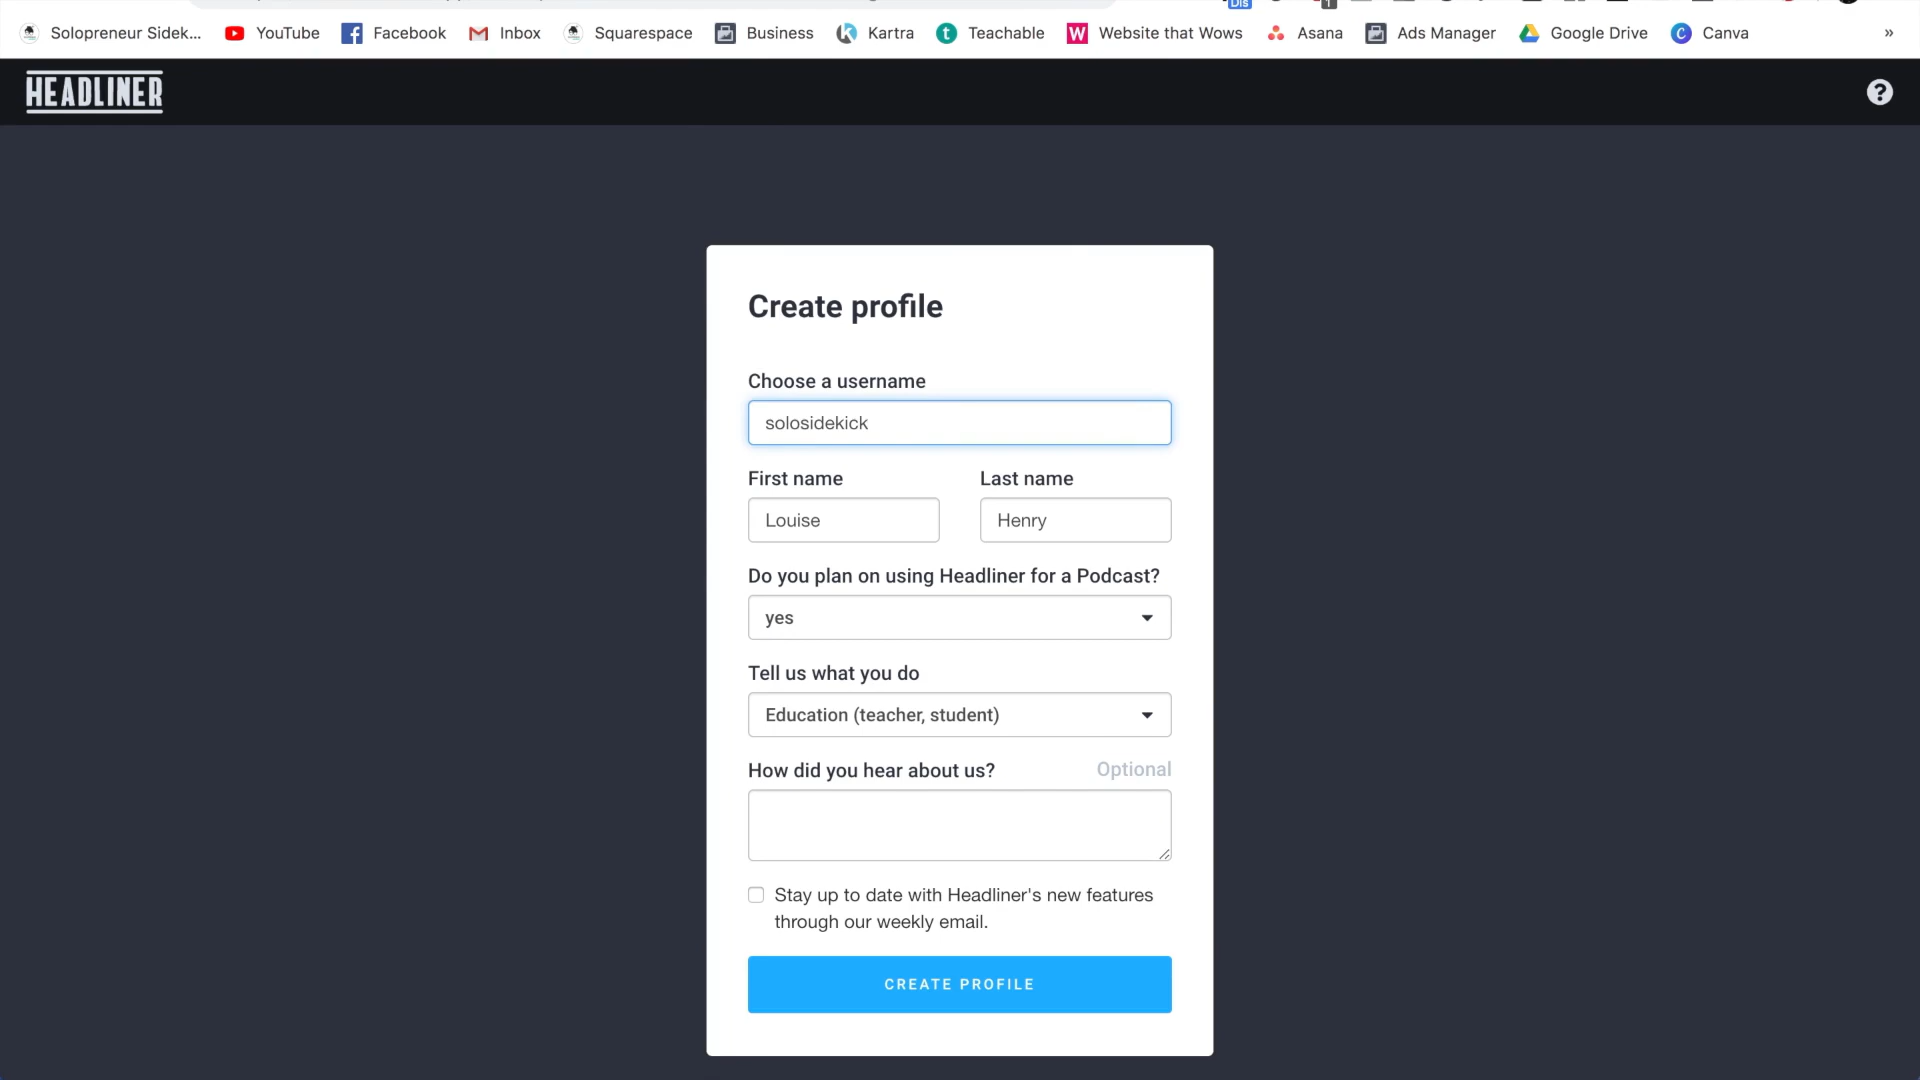 Dis
1
Solopreneur Sidek... YouTube Facebook Inbox Squarespace Business Kartra Teachable Website that Wows Asana Ads Manager Google Drive Canva »
HEADLINER
?
Create profile
Choose a username
solosidekick
First name Last name
Louise Henry
Do you plan on using Headliner for a Podcast?
yes
Tell us what you do
Education (teacher, student)
How did you hear about us? Optional
Stay up to date with Headliner's new features
through our weekly email.
CREATE PROFILE